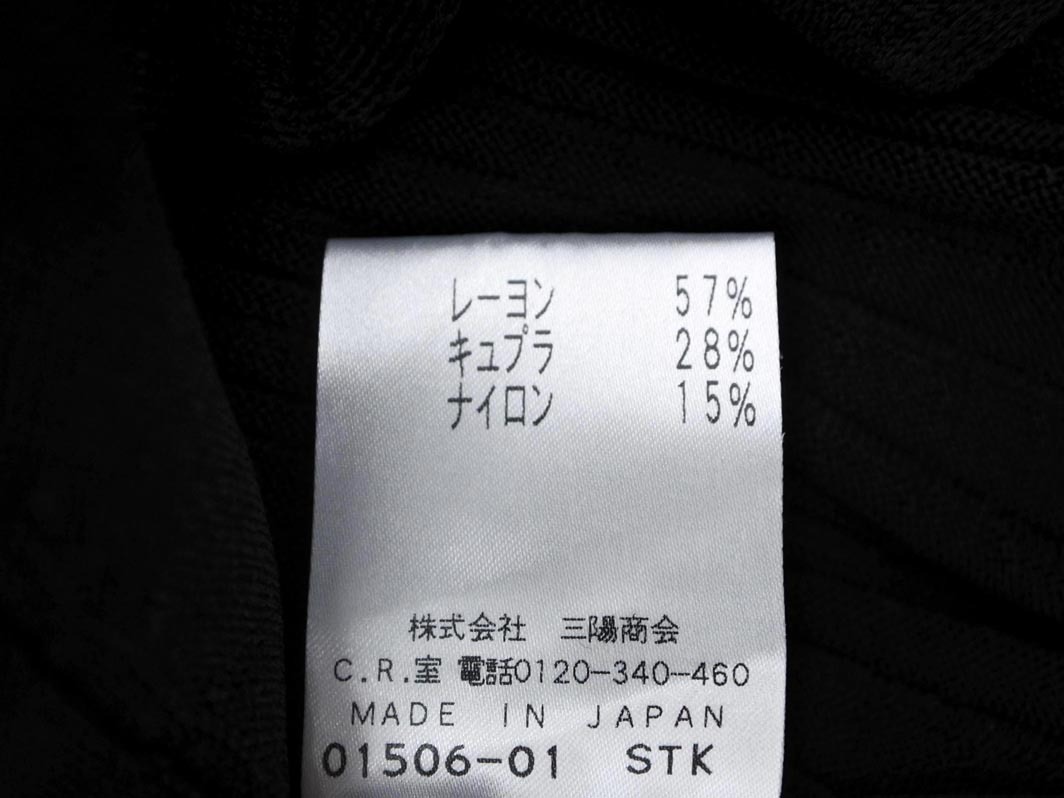 レーヨン 57%
キュプラ 28%
ナイロン 15%
株式会社 三陽商会
C.R.室 電話0120-340-460
MADE IN JAPAN
01506-01 STK